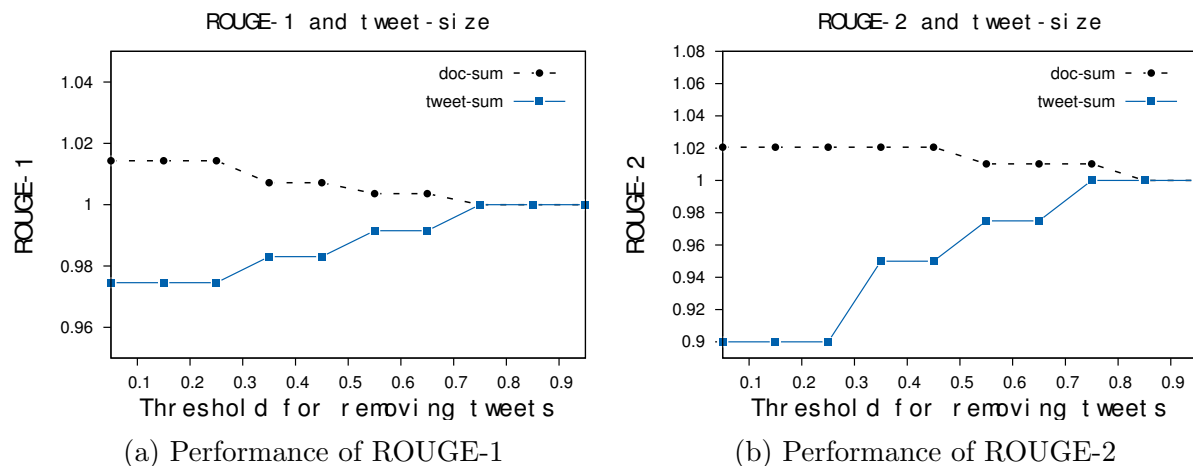 ROUGE-1 and tweet-size
1.04
1.02
1
0.98
0.96
ROUGE-1
doc-sum
tweet-sum
0.1 0.2 0.3 0.4 0.5 0.6 0.7 0.8 0.9
Threshold for removing tweets
(a) Performance of ROUGE-1
ROUGE-2 and tweet-size
1.08
1.06
1.04
1.02
1
0.98
0.96
0.94
0.92
0.9
ROUGE-2
doc-sum
tweet-sum
0.1 0.2 0.3 0.4 0.5 0.6 0.7 0.8 0.9
Threshold for removing tweets
(b) Performance of ROUGE-2